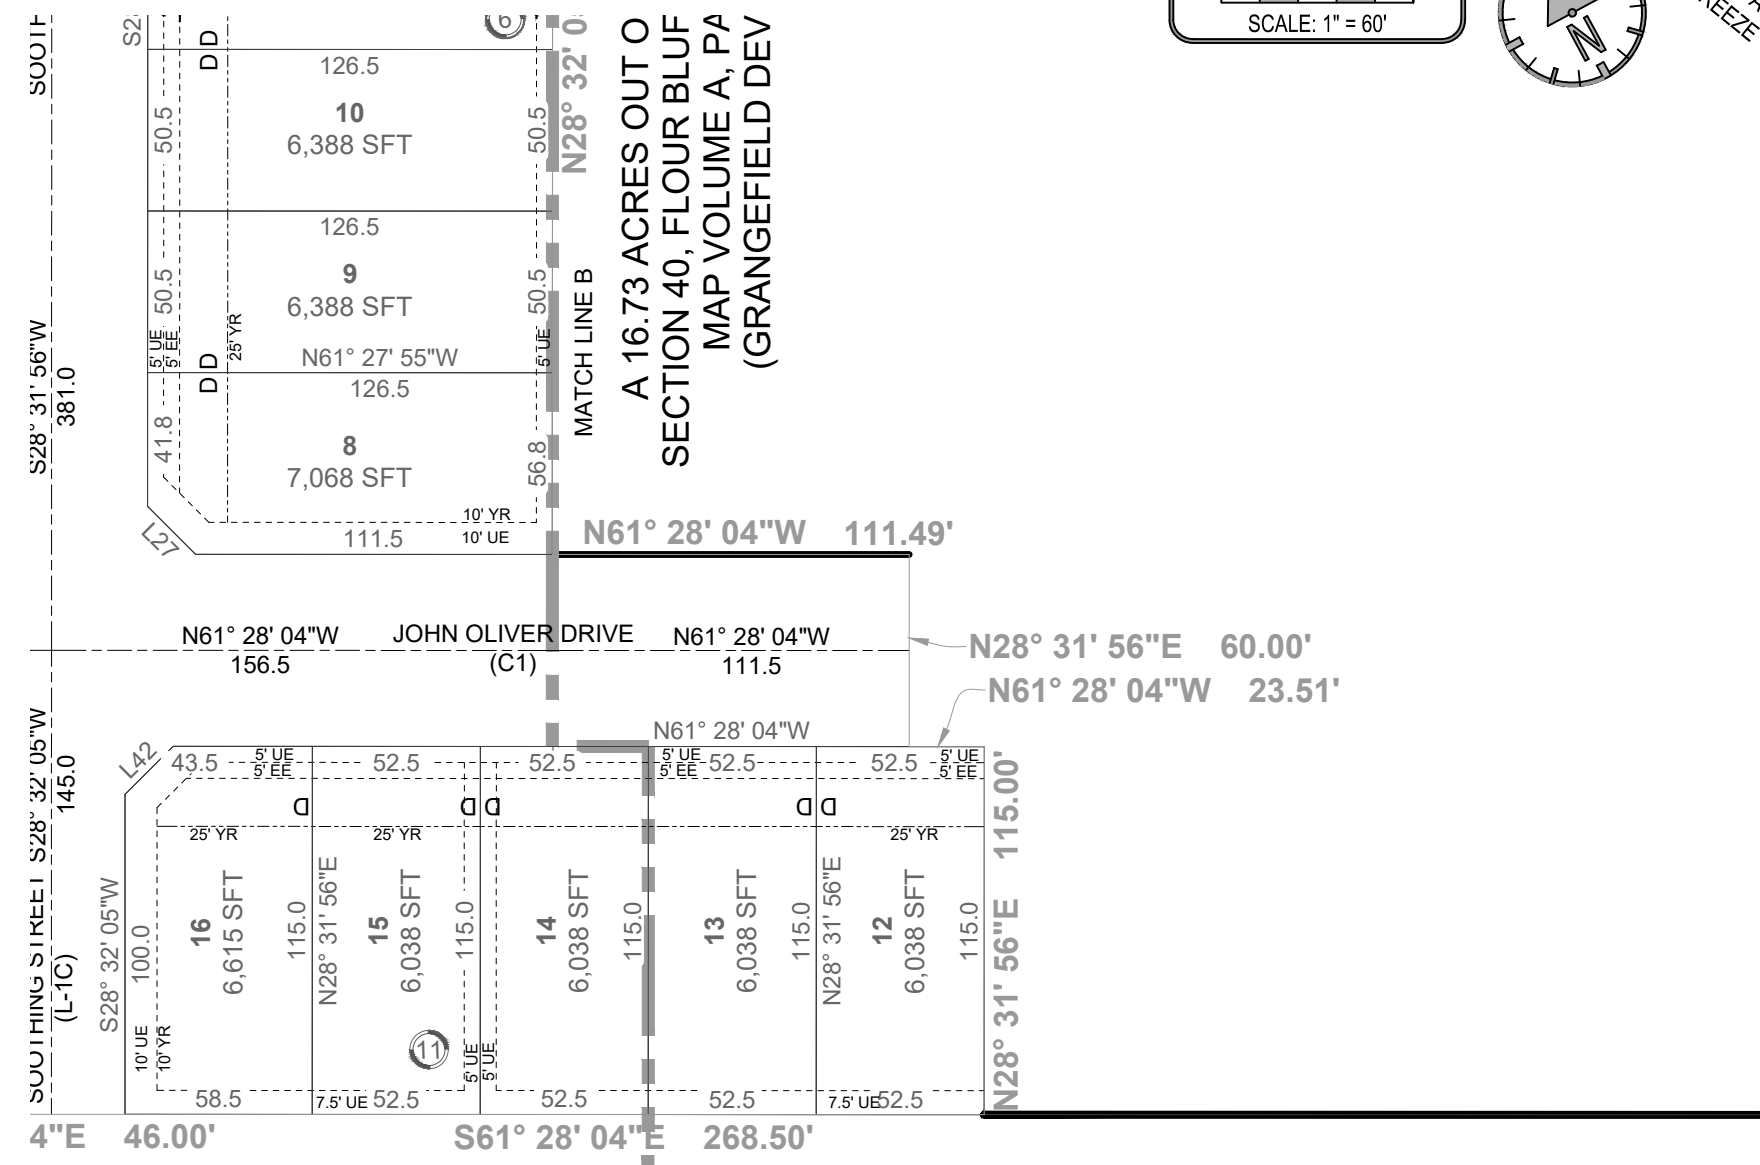 SCALE: 1" = 60'
N
REEZE
6
N28° 32' 0
A 16.73 ACRES OUT O
SECTION 40, FLOUR BLUF
MAP VOLUME A, PA
(GRANGEFIELD DEV
MATCH LINE B
S2
D D
126.5
10
6,388 SFT
50.5
50.5
126.5
9
6,388 SFT
50.5
50.5
5' UE
5' EE
25' YR
5' UE
N61° 27' 55"W
D D
126.5
8
7,068 SFT
41.8
56.8
10' YR
10' UE
111.5
L27
S28° 31' 56"W
381.0
N61° 28' 04"W 111.49'
N61° 28' 04"W
156.5
JOHN OLIVER DRIVE
(C1)
N61° 28' 04"W
111.5
N28° 31' 56"E 60.00'
N61° 28' 04"W 23.51'
N61° 28' 04"W
L42
43.5
5' UE
5' EE
52.5
52.5
5' UE
5' EE
52.5
52.5
5' UE
5' EE
D
D
D
D
D
25' YR
25' YR
25' YR
S28° 32' 05"W
145.0
SOOTHING STREET
(L-1C)
S28° 32' 05"W
100.0
10' UE
10' YR
16
6,615 SFT
115.0
N28° 31' 56"E
15
6,038 SFT
115.0
11
5' UE
5' UE
14
6,038 SFT
115.0
13
6,038 SFT
115.0
N28° 31' 56"E
12
6,038 SFT
115.0
N28° 31' 56"E 115.00'
58.5
7.5' UE
52.5
52.5
52.5
7.5' UE
52.5
4"E 46.00'
S61° 28' 04"E 268.50'